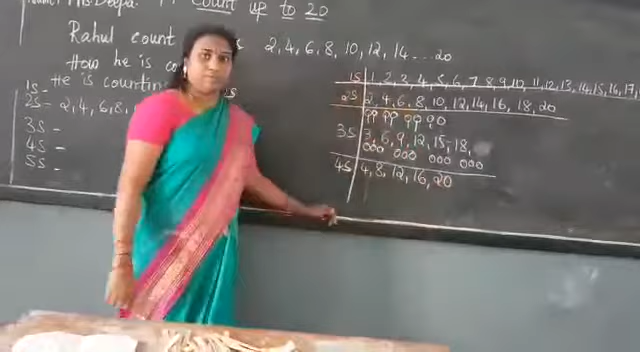 Ms.Deepa.
Count up to 20
Rahul count 2, 4, 6, 8, 10, 12, 14 ... 20
How is
He is counting
1s -
2s - 2, 4, 6, 8,
3s -
4s -
5s -
1s 1, 2, 3, 4, 5, 6, 7, 8, 9, 10, 11, 12, 13, 14, 15, 16, 17,
2s 2, 4, 6, 8, 10, 12, 14, 16, 18, 20
3s 3, 6, 9, 12, 15, 18,
4s 4, 8, 12, 16, 20